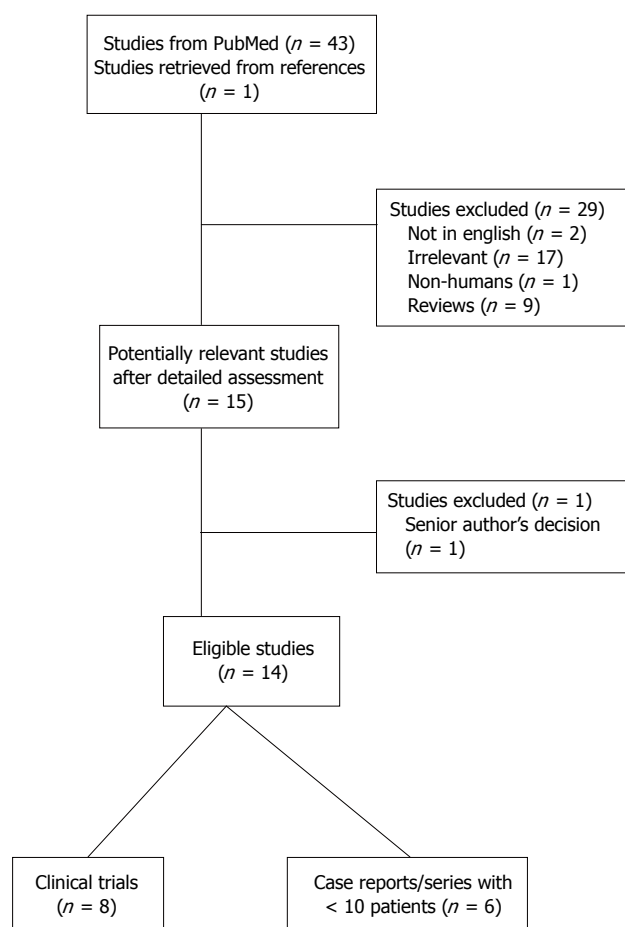 Studies from PubMed (n = 43)
Studies retrieved from references
(n = 1)
Studies excluded (n = 29)
Not in english (n = 2)
Irrelevant (n = 17)
Non-humans (n = 1)
Reviews (n = 9)
Potentially relevant studies
after detailed assessment
(n = 15)
Studies excluded (n = 1)
Senior author's decision
(n = 1)
Eligible studies
(n = 14)
Clinical trials
(n = 8)
Case reports/series with
< 10 patients (n = 6)